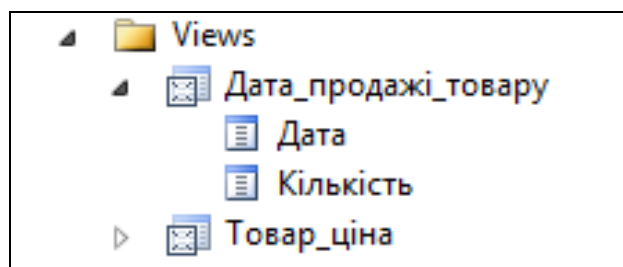 Views
Дата_продажі_товару
Дата
Кількість
Товар_ціна